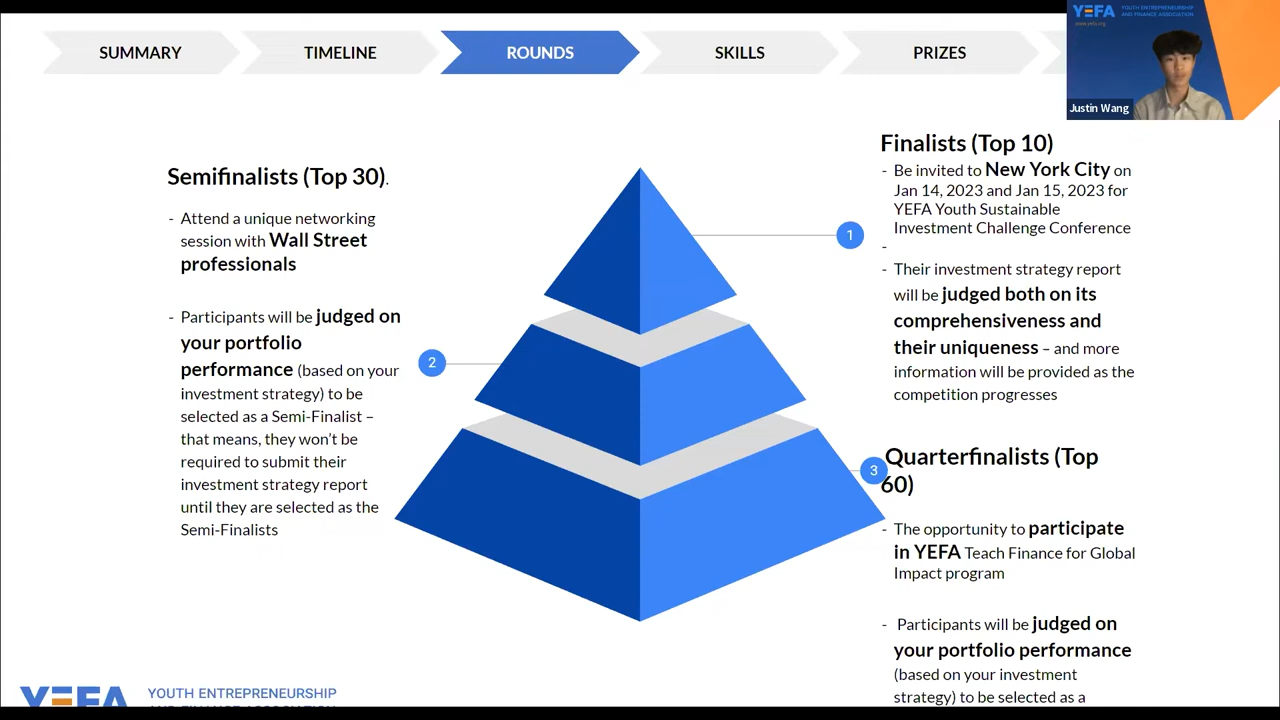 SUMMARY
TIMELINE
ROUNDS
SKILLS
PRIZES
YEFA
YOUTH ENTREPRENEURSHIP
AND FINANCE ASSOCIATION
www.yefa.org
Justin Wang
Semifinalists (Top 30).
- Attend a unique networking
session with Wall Street
professionals
- Participants will be judged on
your portfolio
performance (based on your
investment strategy) to be
selected as a Semi-Finalist –
that means, they won't be
required to submit their
investment strategy report
until they are selected as the
Semi-Finalists
2
1
3
Finalists (Top 10)
- Be invited to New York City on
Jan 14, 2023 and Jan 15, 2023 for
YEFA Youth Sustainable
Investment Challenge Conference
-
- Their investment strategy report
will be judged both on its
comprehensiveness and
their uniqueness – and more
information will be provided as the
competition progresses
Quarterfinalists (Top
60)
- The opportunity to participate
in YEFA Teach Finance for Global
Impact program
- Participants will be judged on
your portfolio performance
(based on your investment
strategy) to be selected as a
YEFA
YOUTH ENTREPRENEURSHIP
AND FINANCE ASSOCIATION